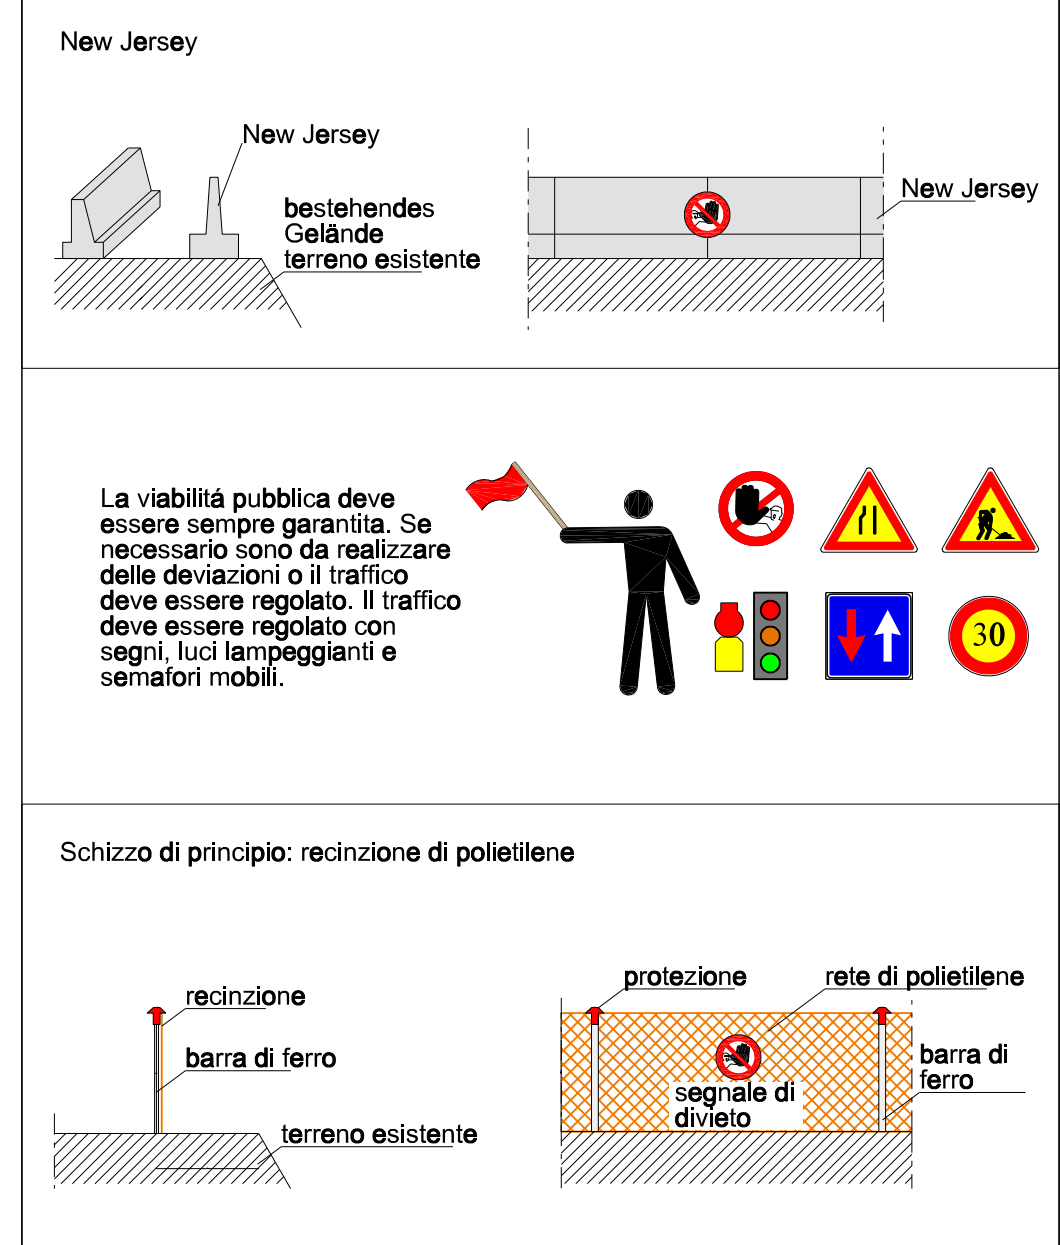 New Jersey
New Jersey
bestehendes
Gelände
terreno esistente
New Jersey
La viabilitá pubblica deve
essere sempre garantita. Se
necessario sono da realizzare
delle deviazioni o il traffico
deve essere regolato. Il traffico
deve essere regolato con
segni, luci lampeggianti e
semafori mobili.
30
Schizzo di principio: recinzione di polietilene
recinzione
barra di ferro
terreno esistente
protezione
rete di polietilene
segnale di
divieto
barra di
ferro